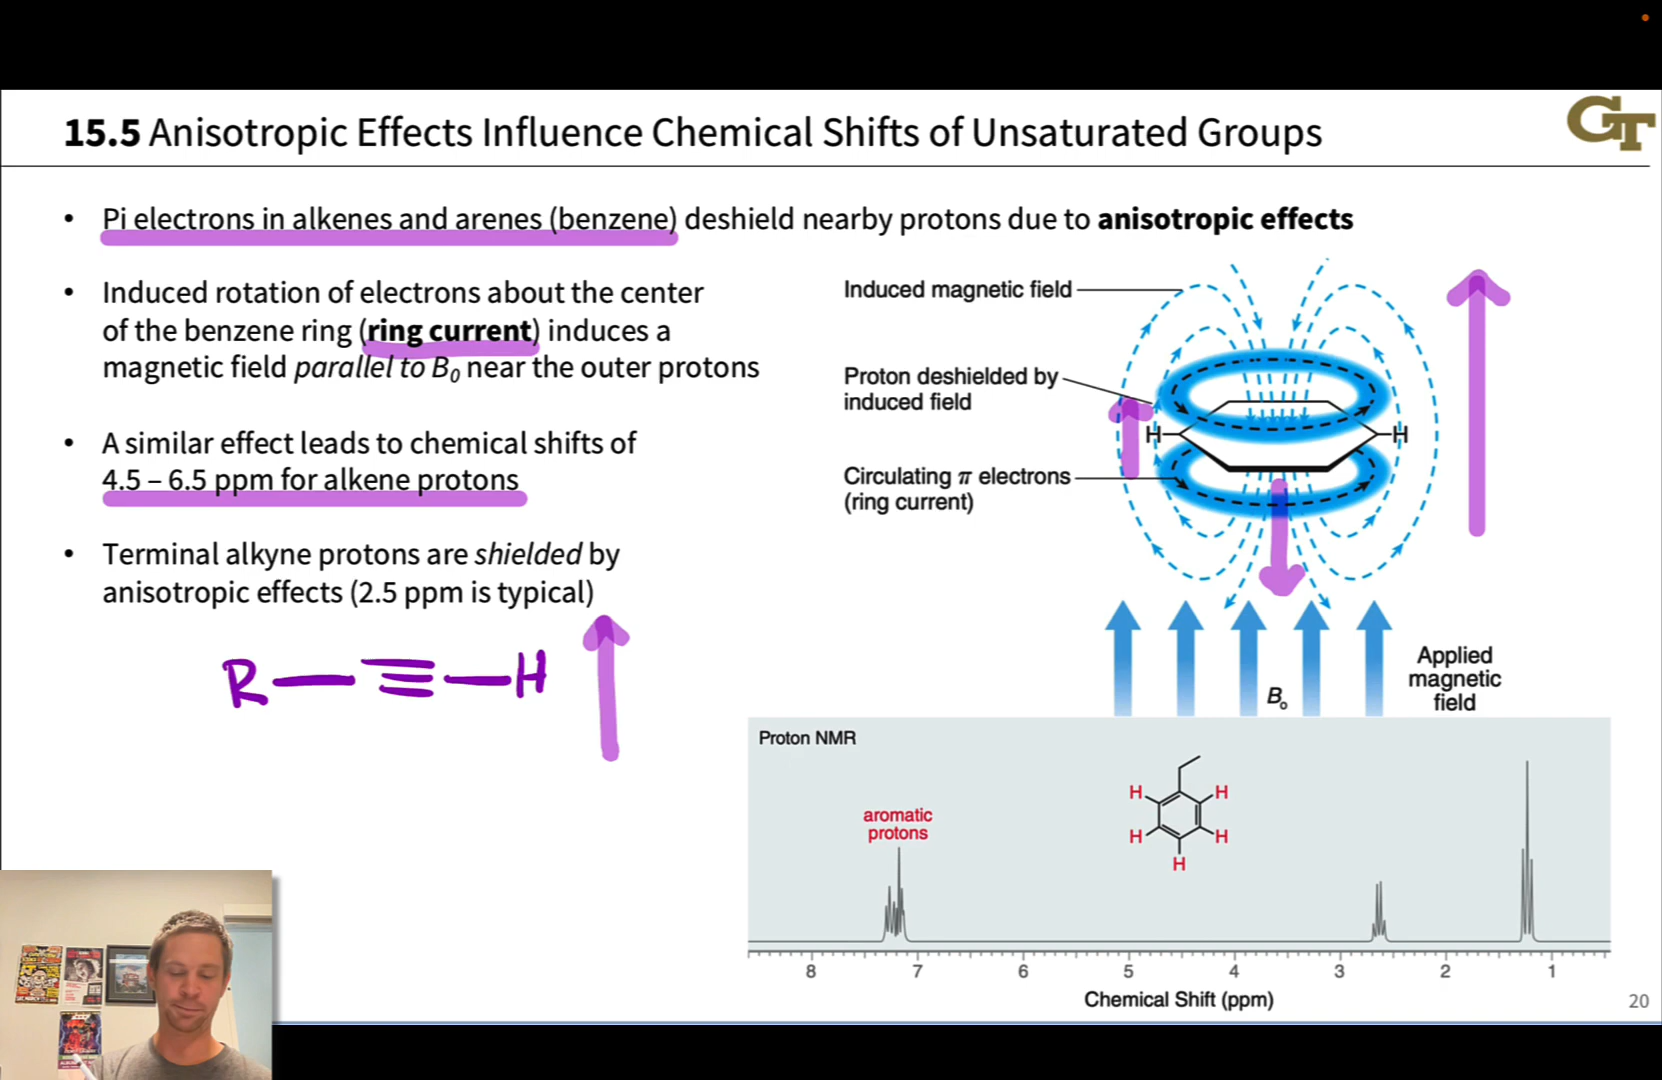 GT
15.5 Anisotropic Effects Influence Chemical Shifts of Unsaturated Groups
• Pi electrons in alkenes and arenes (benzene) deshield nearby protons due to anisotropic effects
• Induced rotation of electrons about the center
of the benzene ring (ring current) induces a
magnetic field parallel to B₀ near the outer protons
• A similar effect leads to chemical shifts of
4.5 – 6.5 ppm for alkene protons
• Terminal alkyne protons are shielded by
anisotropic effects (2.5 ppm is typical)
R—≡—H
Induced magnetic field
Proton deshielded by
induced field
H H
Circulating π electrons
(ring current)
B₀
Applied
magnetic
field
Proton NMR
aromatic
protons
H H
H H
H
8 7 6 5 4 3 2 1
Chemical Shift (ppm)
20